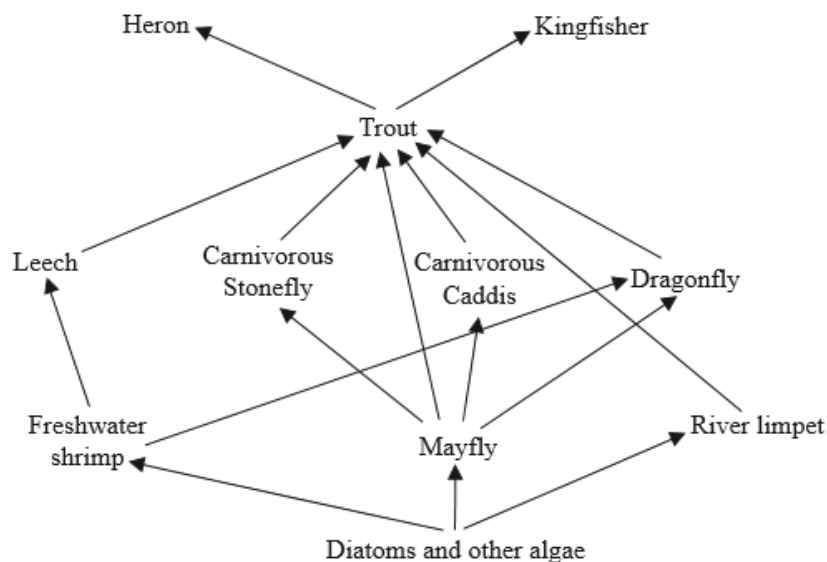 Heron
Kingfisher
Trout
Leech
Carnivorous
Stonefly
Carnivorous
Caddis
Dragonfly
Freshwater
shrimp
Mayfly
River limpet
Diatoms and other algae